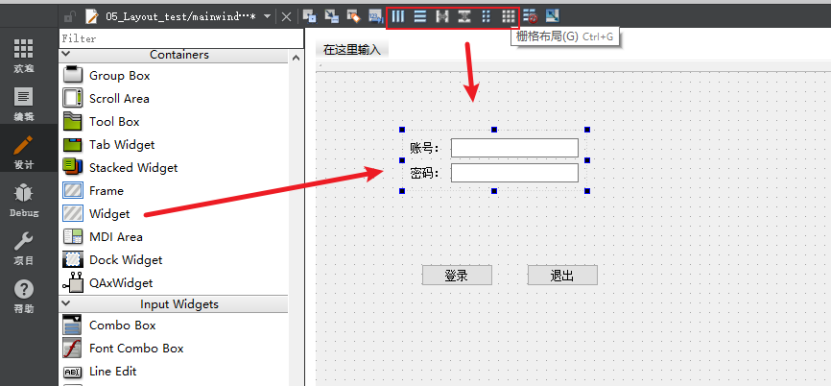 05_Layout_test/mainwind…*
Filter
栅格布局(G) Ctrl+G
在这里输入
Containers
欢迎
Group Box
Scroll Area
编辑
Tool Box
Tab Widget
账号：
设计
Stacked Widget
密码：
Frame
Debug
Widget
MDI Area
项目
Dock Widget
登录
退出
QAxWidget
帮助
Input Widgets
Combo Box
Font Combo Box
ABI
Line Edit